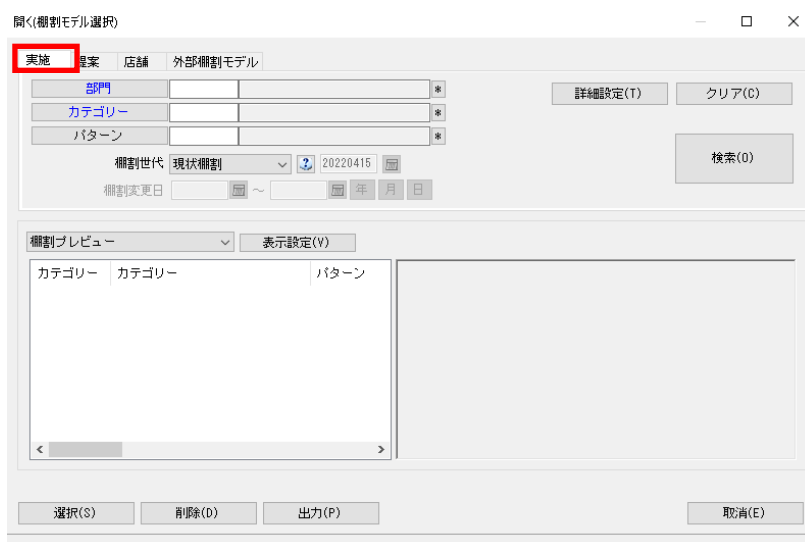 開く(棚割モデル選択)
実施 提案 店舗 外部棚割モデル
部門 *
カテゴリー *
パターン *
詳細設定(T) クリア(C)
検索(O)
棚割世代 現状棚割 20220415
棚割変更日 ～ 年 月 日
棚割プレビュー 表示設定(V)
カテゴリー カテゴリー パターン
選択(S) 削除(D) 出力(P) 取消(E)